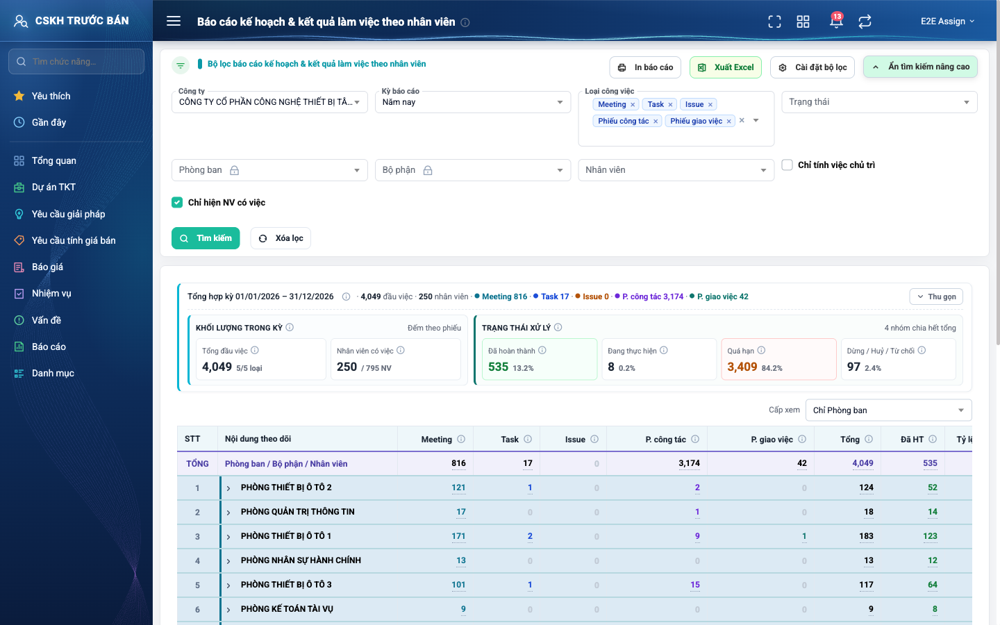 CSKH TRƯỚC BÁN
Tìm chức năng...
Yêu thích
Gần đây
Tổng quan
Dự án TKT
Yêu cầu giải pháp
Yêu cầu tính giá bán
Báo giá
Nhiệm vụ
Vấn đề
Báo cáo
Danh mục
Báo cáo kế hoạch & kết quả làm việc theo nhân viên
13
E2E Assign
Bộ lọc báo cáo kế hoạch & kết quả làm việc theo nhân viên
In báo cáo
Xuất Excel
Cài đặt bộ lọc
Ẩn tìm kiếm nâng cao
Công ty
CÔNG TY CỔ PHẦN CÔNG NGHỆ THIẾT BỊ TÂ...
Kỳ báo cáo
Năm nay
Loại công việc
Meeting × Task × Issue ×
Phiếu công tác × Phiếu giao việc × ×
Trạng thái
Phòng ban
Bộ phận
Nhân viên
Chỉ tính việc chủ trì
Chỉ hiện NV có việc
Tìm kiếm
Xóa lọc
Tổng hợp kỳ 01/01/2026 – 31/12/2026 · 4,049 đầu việc · 250 nhân viên · Meeting 816 · Task 17 · Issue 0 · P. công tác 3,174 · P. giao việc 42
Thu gọn
KHỐI LƯỢNG TRONG KỲ
Đếm theo phiếu
Tổng đầu việc
4,049 5/5 loại
Nhân viên có việc
250 / 795 NV
TRẠNG THÁI XỬ LÝ
4 nhóm chia hết tổng
Đã hoàn thành
535 13.2%
Đang thực hiện
8 0.2%
Quá hạn
3,409 84.2%
Dừng / Huỷ / Từ chối
97 2.4%
Cấp xem
Chỉ Phòng ban
STT Nội dung theo dõi Meeting Task Issue P. công tác P. giao việc Tổng Đã HT Tỷ lệ
TỔNG Phòng ban / Bộ phận / Nhân viên 816 17 0 3,174 42 4,049 535
1 PHÒNG THIẾT BỊ Ô TÔ 2 121 1 0 2 0 124 52
2 PHÒNG QUẢN TRỊ THÔNG TIN 17 0 0 1 0 18 14
3 PHÒNG THIẾT BỊ Ô TÔ 1 171 2 0 9 1 183 123
4 PHÒNG NHÂN SỰ HÀNH CHÍNH 13 0 0 0 0 13 12
5 PHÒNG THIẾT BỊ Ô TÔ 3 101 1 0 15 0 117 64
6 PHÒNG KẾ TOÁN TÀI VỤ 9 0 0 0 0 9 8